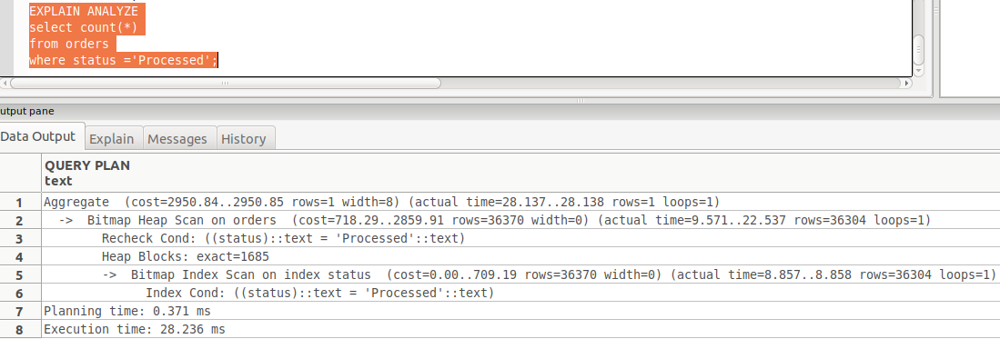 EXPLAIN ANALYZE
select count(*)
from orders
where status ='Processed';
utput pane
Data Output Explain Messages History
QUERY PLAN
text
1 Aggregate (cost=2950.84..2950.85 rows=1 width=8) (actual time=28.137..28.138 rows=1 loops=1)
2 -> Bitmap Heap Scan on orders (cost=718.29..2859.91 rows=36370 width=0) (actual time=9.571..22.537 rows=36304 loops=1)
3 Recheck Cond: ((status)::text = 'Processed'::text)
4 Heap Blocks: exact=1685
5 -> Bitmap Index Scan on index status (cost=0.00..709.19 rows=36370 width=0) (actual time=8.857..8.858 rows=36304 loops=1)
6 Index Cond: ((status)::text = 'Processed'::text)
7 Planning time: 0.371 ms
8 Execution time: 28.236 ms